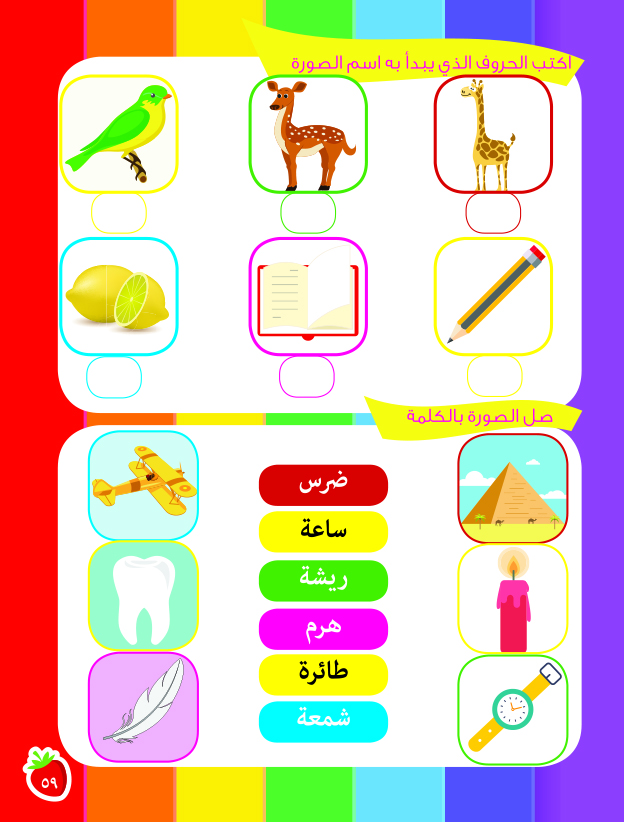 اكتب الحروف الذي يبدأ به اسم الصورة
صل الصورة بالكلمة
ضرس
ساعة
ريشة
هرم
طائرة
شمعة
٥٩